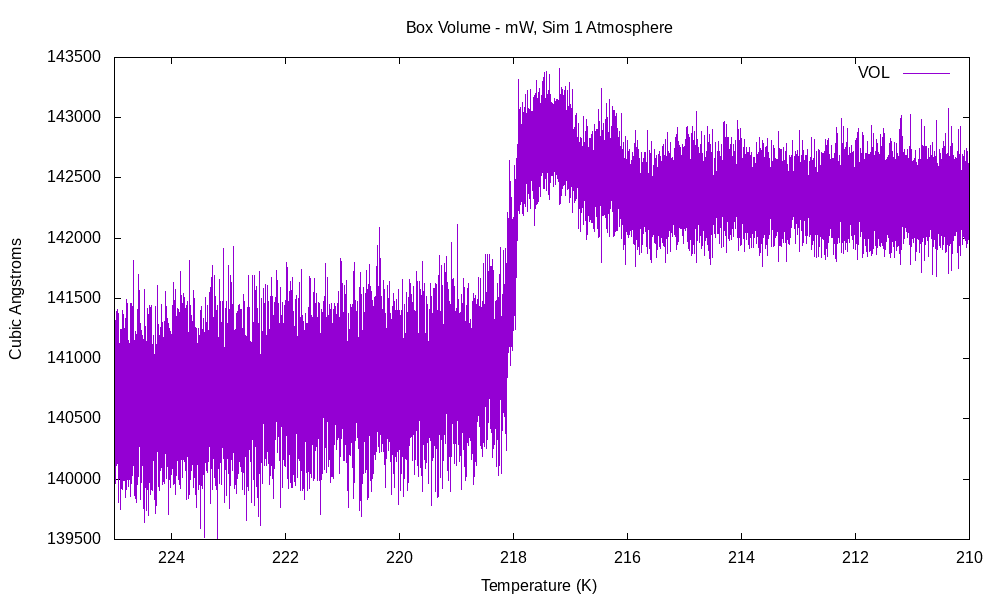 Box Volume - mW, Sim 1 Atmosphere
VOL
143500
143000
142500
142000
141500
141000
140500
140000
139500
Cubic Angstroms
224 222 220 218 216 214 212 210
Temperature (K)